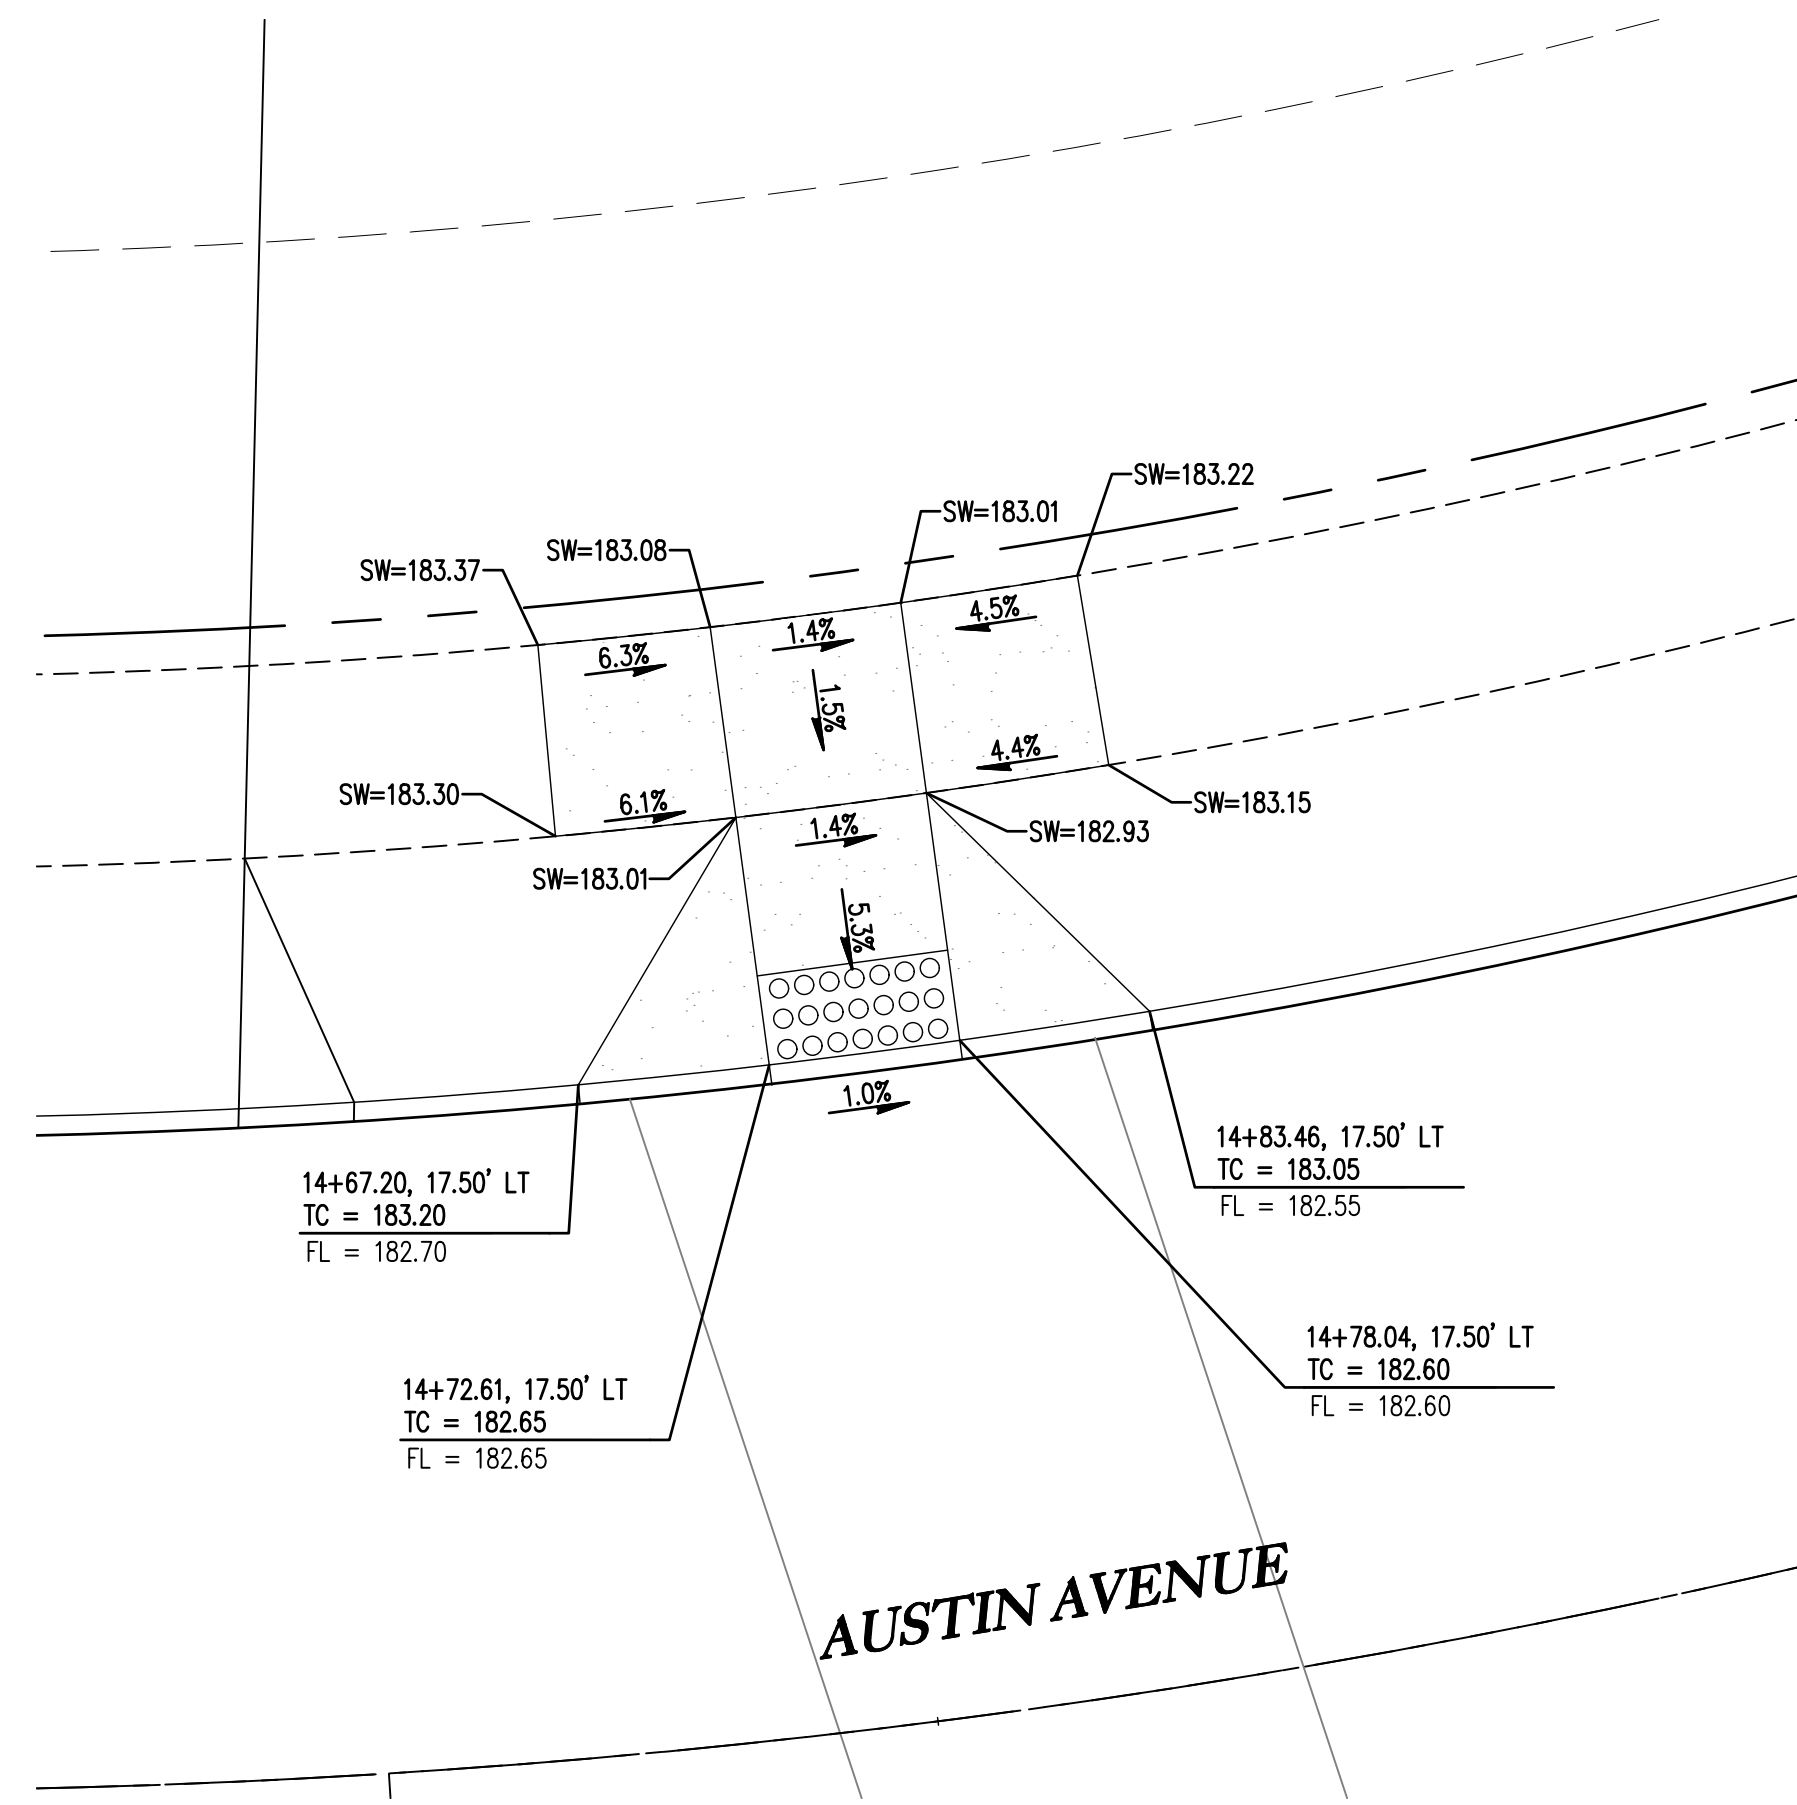 SW=183.22
SW=183.01
SW=183.08
SW=183.37
4.5%
1.4%
6.3%
1.5%
4.4%
SW=183.30
6.1%
SW=183.15
1.4%
SW=182.93
SW=183.01
5.3%
1.0%
14+83.46, 17.50' LT
TC = 183.05
FL = 182.55
14+67.20, 17.50' LT
TC = 183.20
FL = 182.70
14+78.04, 17.50' LT
TC = 182.60
FL = 182.60
14+72.61, 17.50' LT
TC = 182.65
FL = 182.65
AUSTIN AVENUE